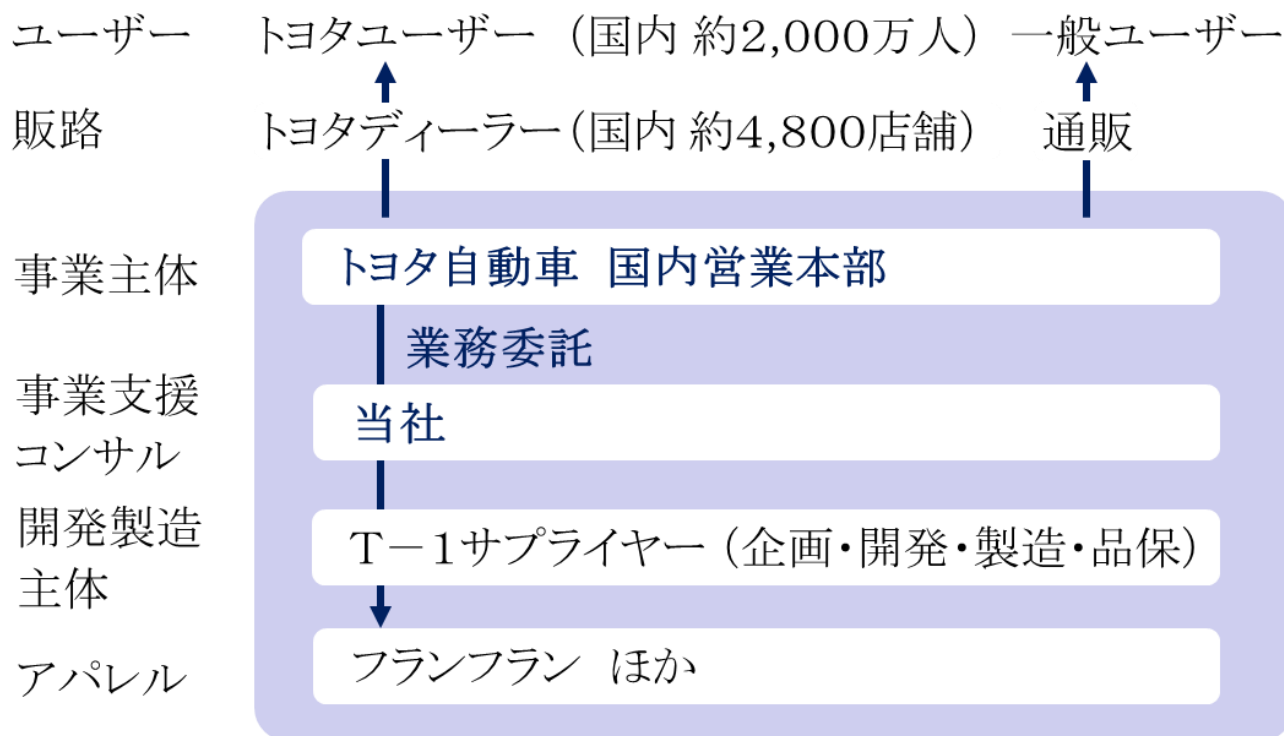 ユーザー トヨタユーザー （国内 約2,000万人） 一般ユーザー
販路 トヨタディーラー（国内 約4,800店舗） 通販
事業主体 トヨタ自動車 国内営業本部
業務委託
事業支援
コンサル
当社
開発製造
主体
T－1サプライヤー（企画・開発・製造・品保）
アパレル フランフラン ほか